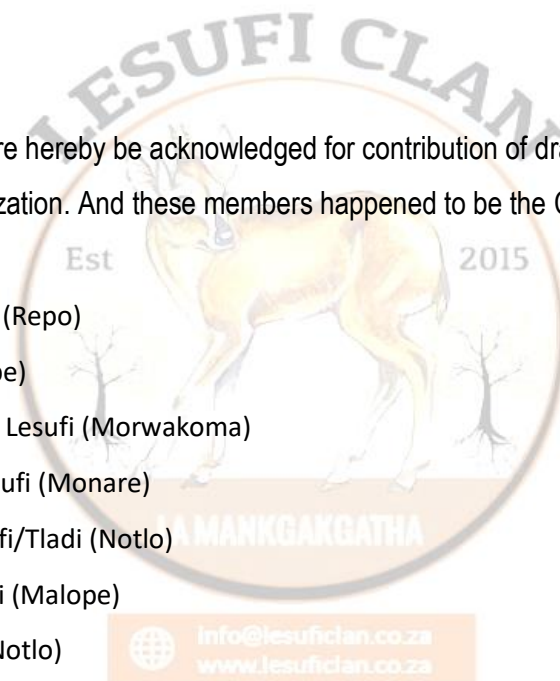 LESUFI CLAN
re hereby be acknowledged for contribution of dra
zation. And these members happened to be the
Est 2015
(Repo)
pe)
Lesufi (Morwakoma)
ufi (Monare)
fi/Tladi (Notlo)
i (Malope)
Notlo)
LA MANKGAKGATHA
info@lesuficlan.co.za
www.lesuficlan.co.za